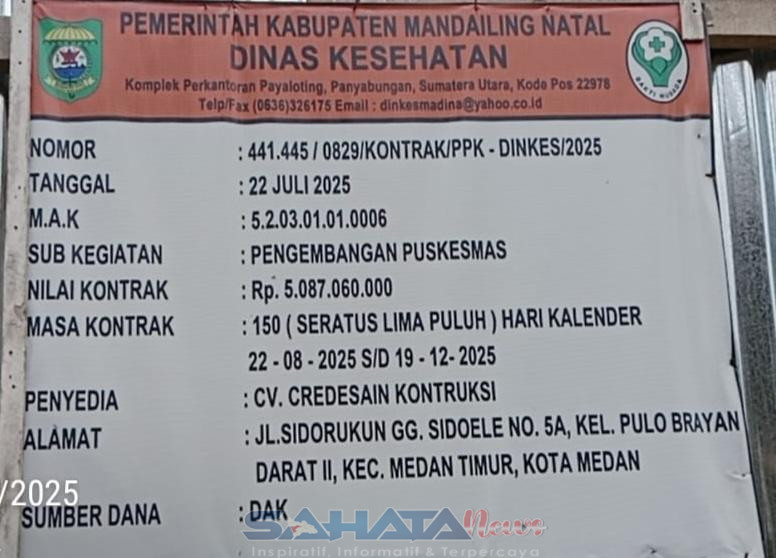 PEMERINTAH KABUPATEN MANDAILING NATAL
DINAS KESEHATAN
Komplek Perkantoran Payaloting, Panyabungan, Sumatera Utara, Kode Pos 22978
Telp/Fax (0636)326175 Email : dinkesmadina@yahoo.co.id
BAKTI HUSADA
NOMOR : 441.445 / 0829/KONTRAK/PPK - DINKES/2025
TANGGAL : 22 JULI 2025
M.A.K : 5.2.03.01.01.0006
SUB KEGIATAN : PENGEMBANGAN PUSKESMAS
NILAI KONTRAK : Rp. 5.087.060.000
MASA KONTRAK : 150 ( SERATUS LIMA PULUH ) HARI KALENDER
22 - 08 - 2025 S/D 19 - 12- 2025
PENYEDIA : CV. CREDESAIN KONTRUKSI
ALAMAT : JL.SIDORUKUN GG. SIDOELE NO. 5A, KEL. PULO BRAYAN
DARAT II, KEC. MEDAN TIMUR, KOTA MEDAN
/2025
SUMBER DANA : DAK
SAHATA News
Inspiratif, Informatif & Terpercaya